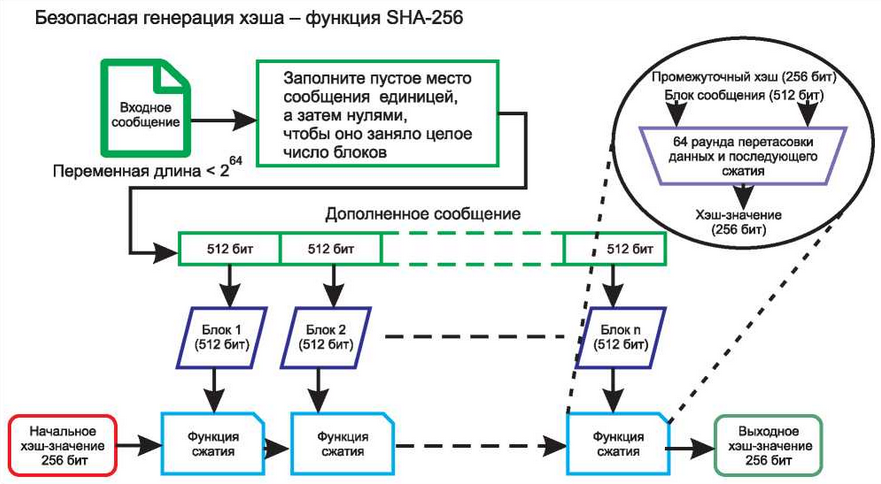 Безопасная генерация хэша – функция SHA-256
Входное
сообщение
Переменная длина < 2^64
Заполните пустое место
сообщения единицей,
а затем нулями,
чтобы оно заняло целое
число блоков
Промежуточный хэш (256 бит)
Блок сообщения (512 бит)
64 раунда перетасовки
данных и последующего
сжатия
Хэш-значение
(256 бит)
Дополненное сообщение
512 бит
512 бит
512 бит
Блок 1
(512 бит)
Блок 2
(512 бит)
Блок n
(512 бит)
Начальное
хэш-значение
256 бит
Функция
сжатия
Функция
сжатия
Функция
сжатия
Выходное
хэш-значение
256 бит